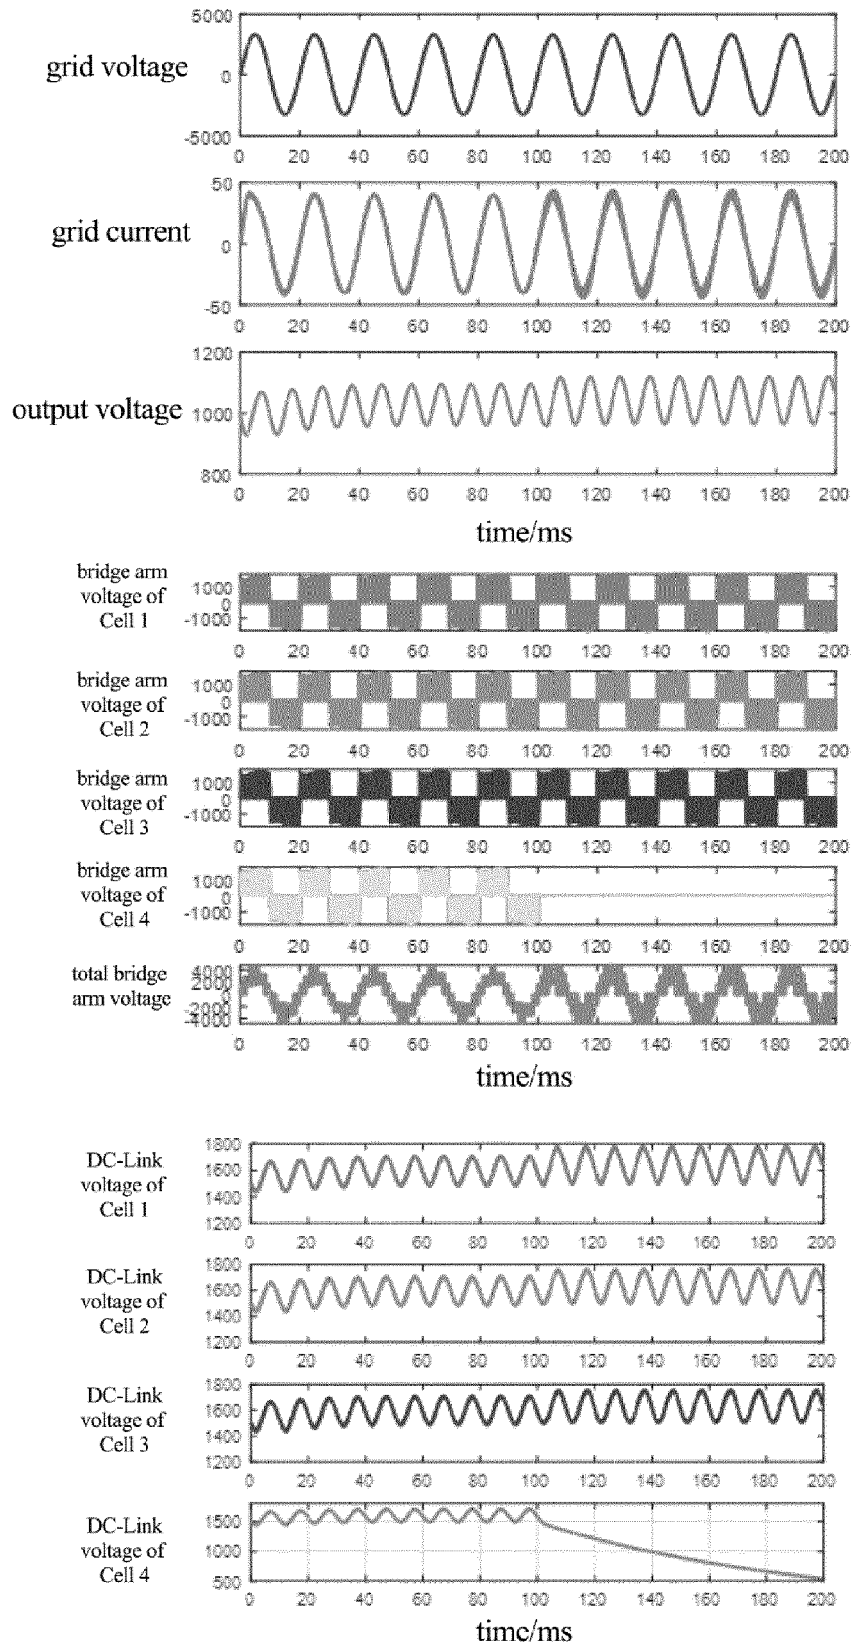 5000
grid voltage
0
-5000
0 20 40 60 80 100 120 140 160 180 200
50
grid current
0
-50
0 20 40 60 80 100 120 140 160 180 200
1200
output voltage 1000
800
0 20 40 60 80 100 120 140 160 180 200
time/ms
bridge arm
voltage of
Cell 1
1000
0
-1000
0 20 40 60 80 100 120 140 160 180 200
bridge arm
voltage of
Cell 2
1000
0
-1000
0 20 40 60 80 100 120 140 160 180 200
bridge arm
voltage of
Cell 3
1000
0
-1000
0 20 40 60 80 100 120 140 160 180 200
bridge arm
voltage of
Cell 4
1000
0
-1000
0 20 40 60 80 100 120 140 160 180 200
total bridge
arm voltage
4000
2000
0
-2000
-4000
0 20 40 60 80 100 120 140 160 180 200
time/ms
DC-Link
voltage of
Cell 1
1800
1600
1400
1200
0 20 40 60 80 100 120 140 160 180 200
DC-Link
voltage of
Cell 2
1800
1600
1400
1200
0 20 40 60 80 100 120 140 160 180 200
DC-Link
voltage of
Cell 3
1800
1600
1400
1200
0 20 40 60 80 100 120 140 160 180 200
DC-Link
voltage of
Cell 4
1500
1000
500
0 20 40 60 80 100 120 140 160 180 200
time/ms